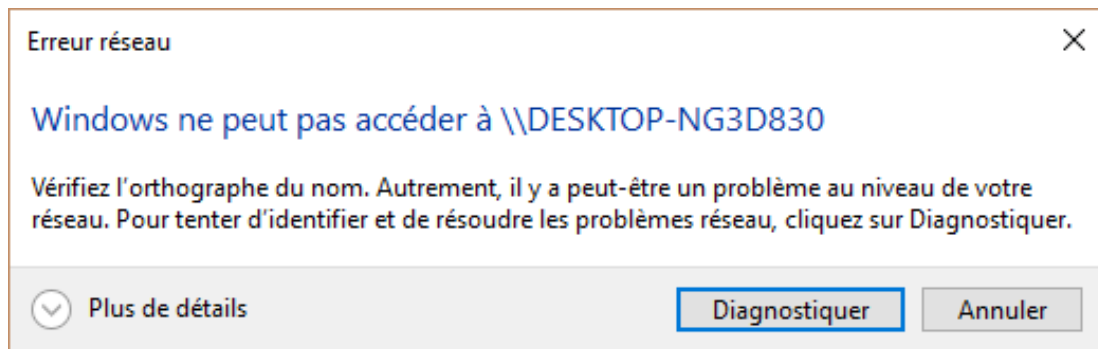 Erreur réseau
Windows ne peut pas accéder à \\DESKTOP-NG3D830
Vérifiez l’orthographe du nom. Autrement, il y a peut-être un problème au niveau de votre
réseau. Pour tenter d’identifier et de résoudre les problèmes réseau, cliquez sur Diagnostiquer.
Plus de détails
Diagnostiquer
Annuler